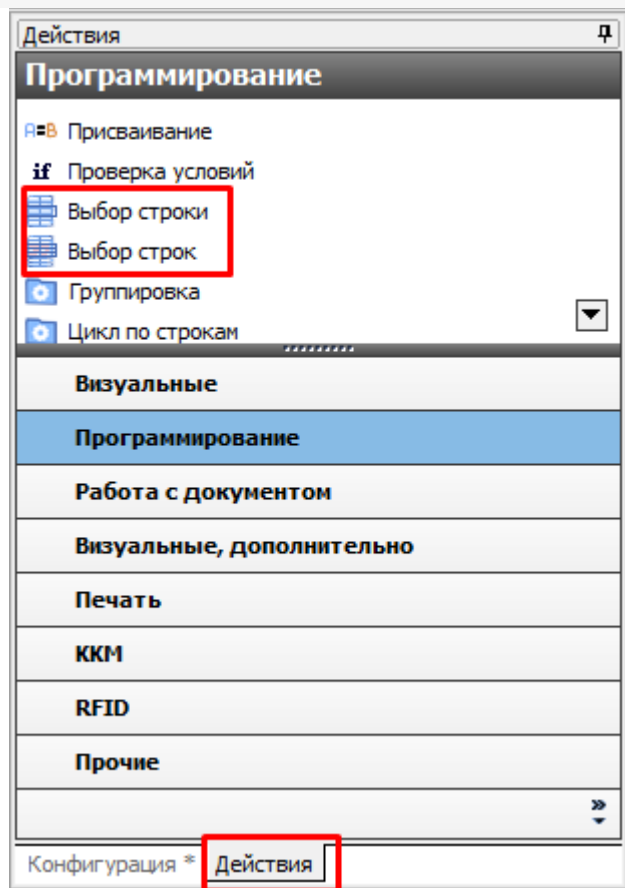 Действия
Программирование
A=B Присваивание
if Проверка условий
Выбор строки
Выбор строк
Группировка
Цикл по строкам
Визуальные
Программирование
Работа с документом
Визуальные, дополнительно
Печать
ККМ
RFID
Прочие
Конфигурация * Действия